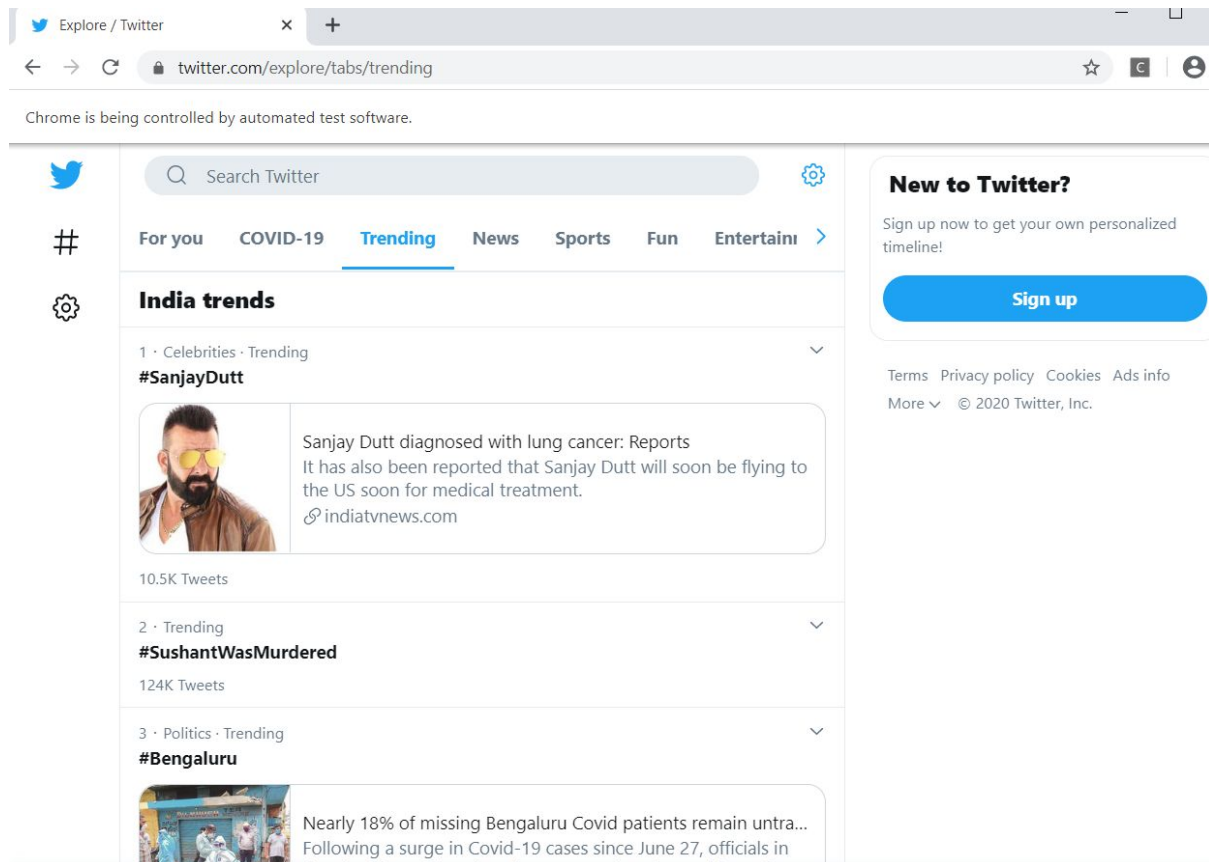 Explore / Twitter
twitter.com/explore/tabs/trending
C
Chrome is being controlled by automated test software.
Search Twitter
For you COVID-19 Trending News Sports Fun Entertain
India trends
1 · Celebrities · Trending
#SanjayDutt
Sanjay Dutt diagnosed with lung cancer: Reports
It has also been reported that Sanjay Dutt will soon be flying to
the US soon for medical treatment.
indiatvnews.com
10.5K Tweets
2 · Trending
#SushantWasMurdered
124K Tweets
3 · Politics · Trending
#Bengaluru
Nearly 18% of missing Bengaluru Covid patients remain untra...
Following a surge in Covid-19 cases since June 27, officials in
New to Twitter?
Sign up now to get your own personalized
timeline!
Sign up
Terms Privacy policy Cookies Ads info
More © 2020 Twitter, Inc.